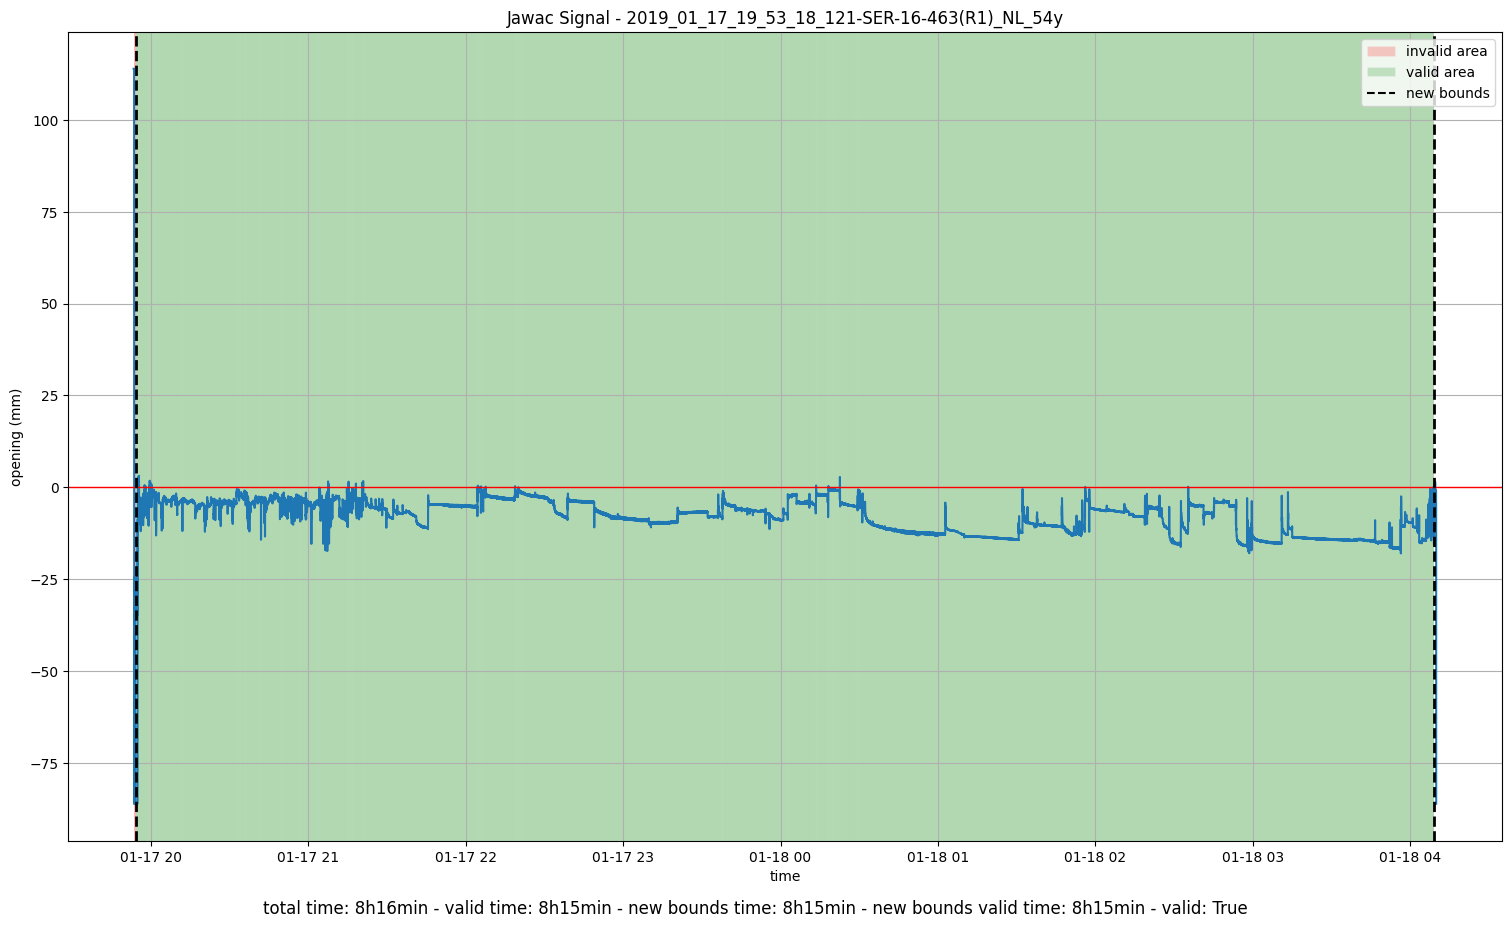 Jawac Signal - 2019_01_17_19_53_18_121-SER-16-463(R1)_NL_54y
invalid area
valid area
new bounds
100
75
50
25
0
−25
−50
−75
opening (mm)
01-17 20
01-17 21
01-17 22
01-17 23
01-18 00
01-18 01
01-18 02
01-18 03
01-18 04
time
total time: 8h16min - valid time: 8h15min - new bounds time: 8h15min - new bounds valid time: 8h15min - valid: True